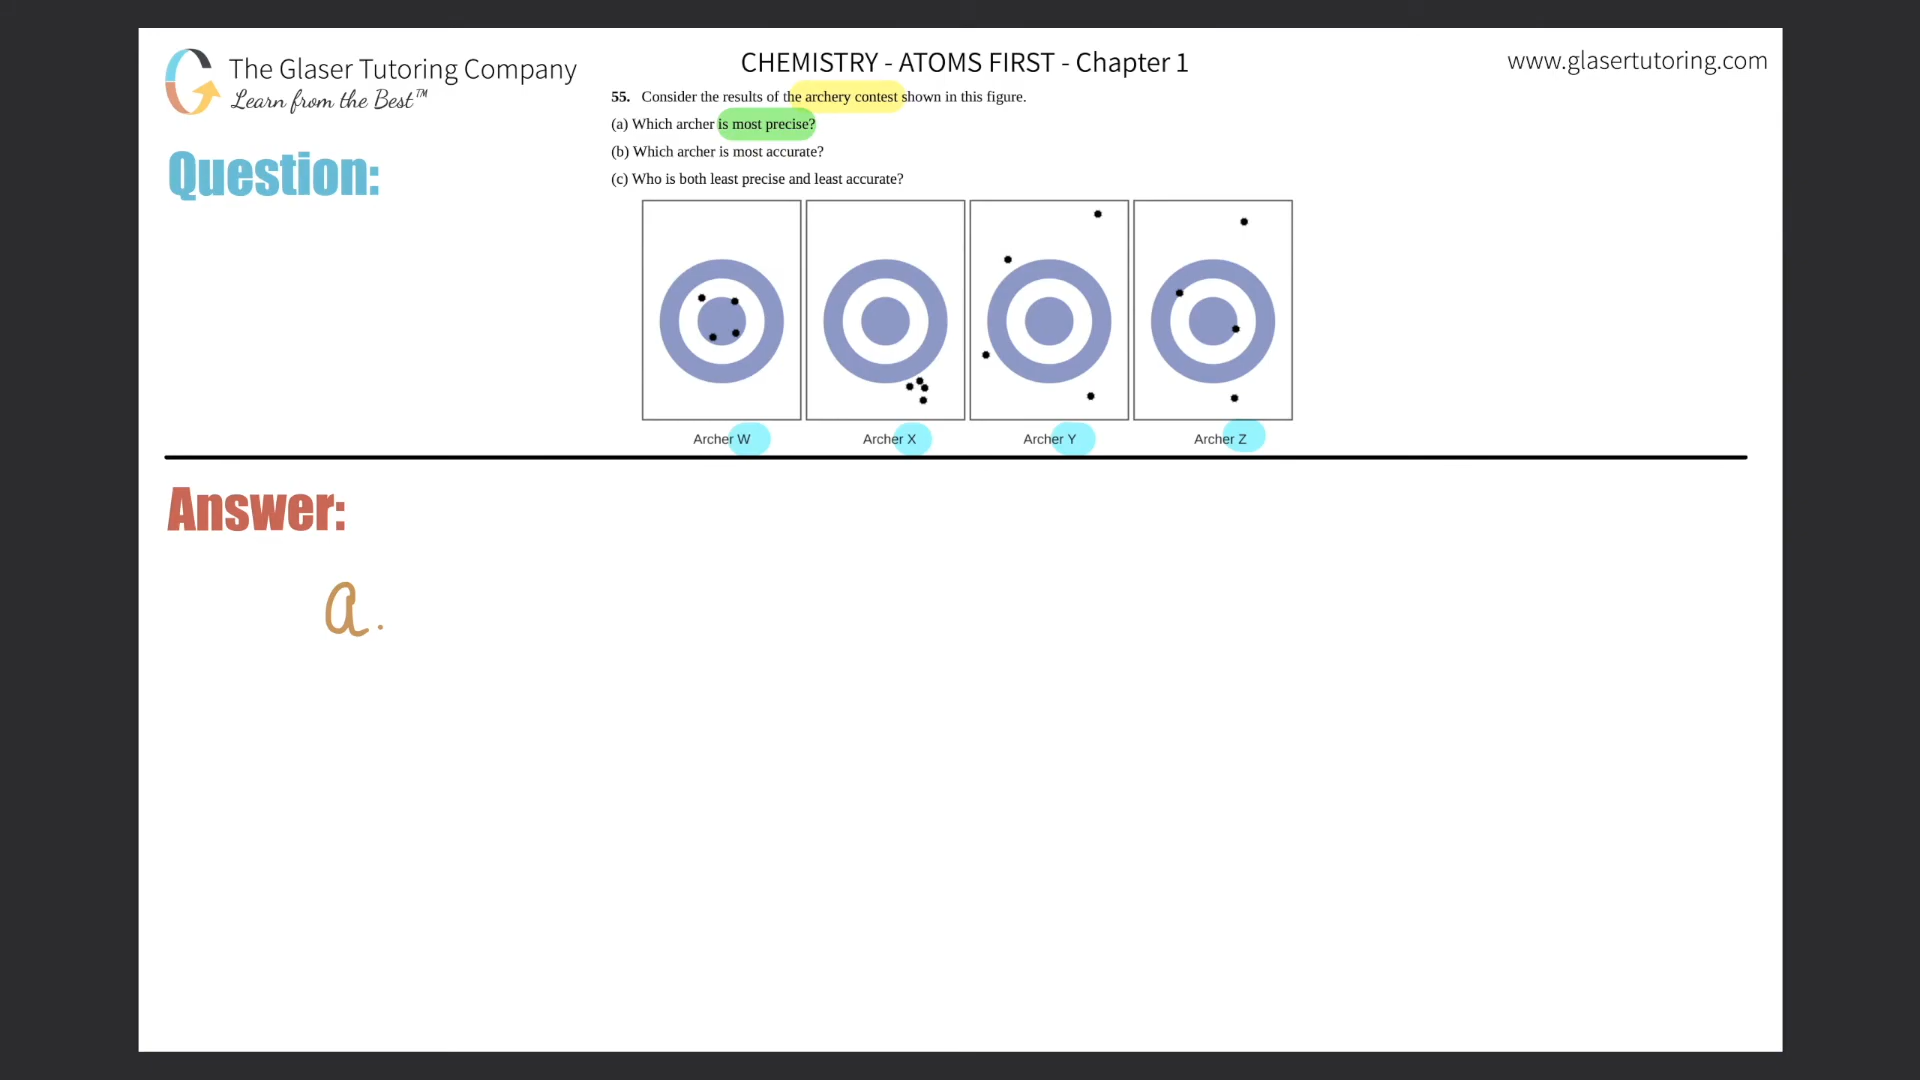 The Glaser Tutoring Company
Learn from the Best™
CHEMISTRY - ATOMS FIRST - Chapter 1
www.glasertutoring.com
Question:
55. Consider the results of the archery contest shown in this figure.
(a) Which archer is most precise?
(b) Which archer is most accurate?
(c) Who is both least precise and least accurate?
Archer W
Archer X
Archer Y
Archer Z
Answer:
a.